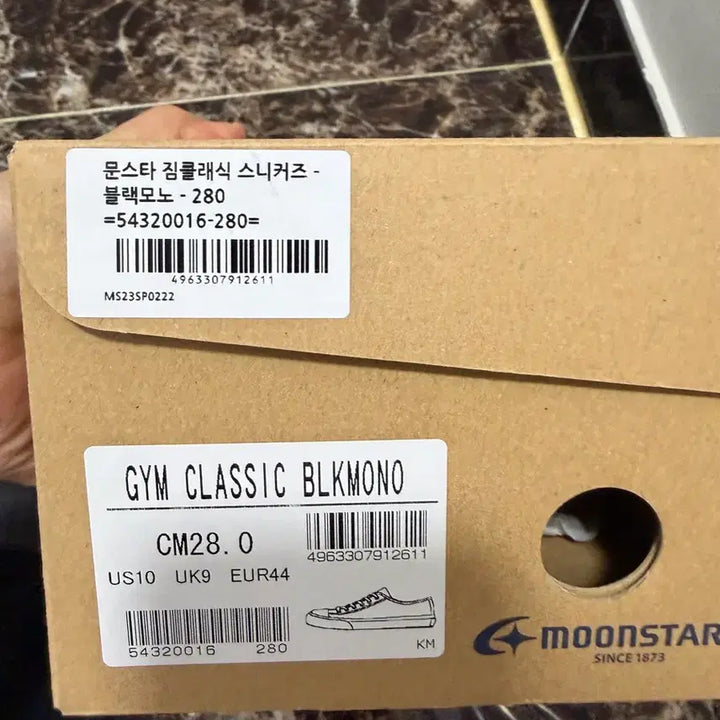 문스타 짐클래식 스니커즈 -
블랙모노 - 280
=54320016-280=
4963307912611
MS23SP0222
GYM CLASSIC BLKMONO
CM28.0
4963307912611
US10 UK9 EUR44
54320016 280
KM
MOONSTAR
SINCE 1873